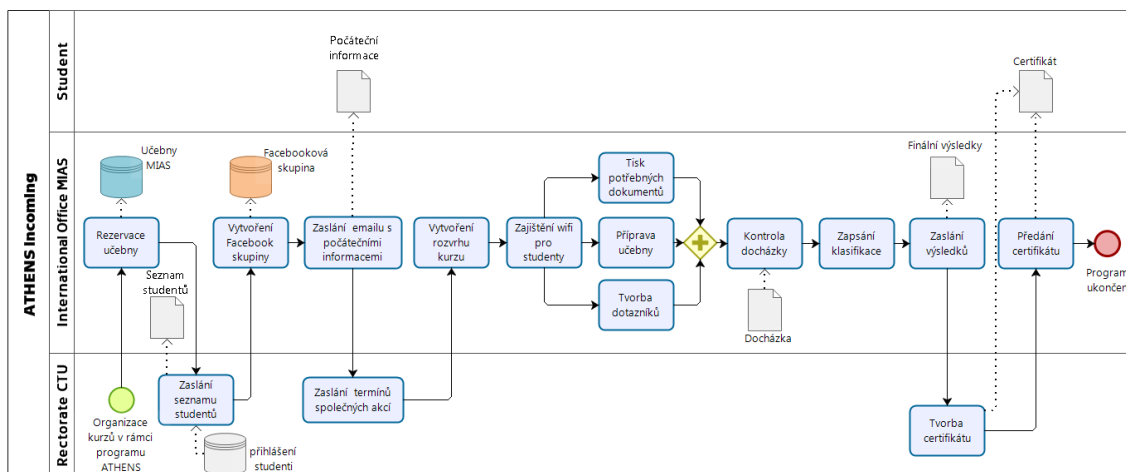 ATHENS Incoming
Student
Počáteční
informace
Certifikát
International Office MIAS
Učebny
MIAS
Facebooková
skupina
Finální výsledky
Rezervace
učebny
Vytvoření
Facebook
skupiny
Zaslání emailu s
počátečními
informacemi
Vytvoření
rozvrhu
kurzu
Zajištění wifi
pro
studenty
Tisk
potřebných
dokumentů
Příprava
učebny
Tvorba
dotazníků
Kontrola
docházky
Zapsání
klasifikace
Zaslání
výsledků
Předání
certifikátu
Program
ukončen
Seznam
studentů
Docházka
Rectorate CTU
Organizace
kurzů v rámci
programu
ATHENS
Zaslání
seznamu
studentů
přihlášení
studenti
Zaslání termínů
společných akcí
Tvorba
certifikátu